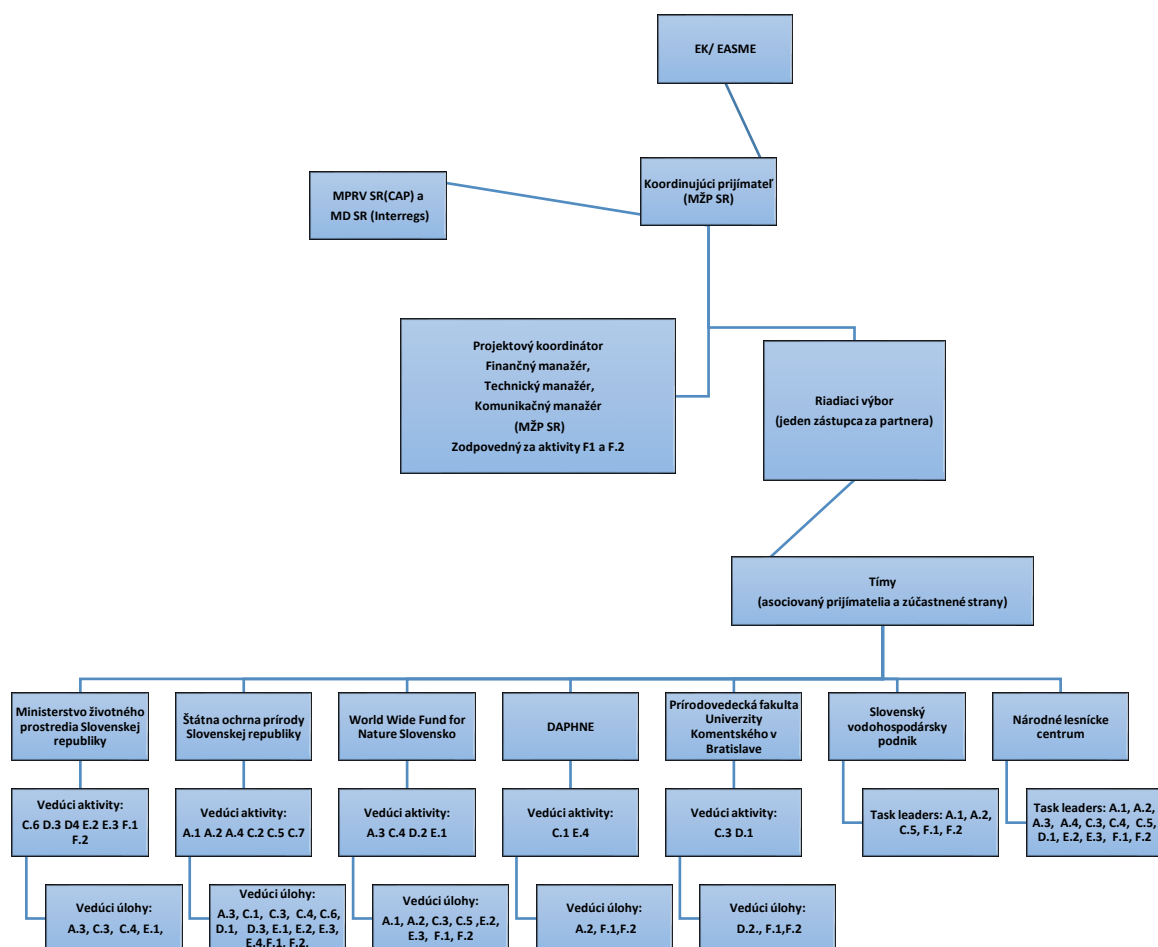 EK/ EASME
Koordinujúci prijímateľ
(MŽP SR)
MPRV SR(CAP) a
MD SR (Interregs)
Projektový koordinátor
Finančný manažér,
Technický manažér,
Komunikačný manažér
(MŽP SR)
Zodpovedný za aktivity F1 a F.2
Riadiaci výbor
(jeden zástupca za partnera)
Tímy
(asociovaný prijímatelia a zúčastnené strany)
Ministerstvo životného
prostredia Slovenskej
republiky
Štátna ochrna prírody
Slovenskej republiky
World Wide Fund for
Nature Slovensko
DAPHNE
Prírodovedecká fakulta
Univerzity
Komentského v
Bratislave
Slovenský
vodohospodársky
podnik
Národné lesnícke
centrum
Vedúci aktivity:
C.6 D.3 D4 E.2 E.3 F.1
F.2
Vedúci aktivity:
A.1 A.2 A.4 C.2 C.5 C.7
Vedúci aktivity:
A.3 C.4 D.2 E.1
Vedúci aktivity:
C.1 E.4
Vedúci aktivity:
C.3 D.1
Task leaders: A.1, A.2,
C.5, F.1, F.2
Task leaders: A.1, A.2,
A.3, A.4, C.3, C.4, C.5,
D.1, E.2, E.3, F.1, F.2
Vedúci úlohy:
A.3, C.3, C.4, E.1,
Vedúci úlohy:
A.3, C.1, C.3, C.4, C.6,
D.1, D.3, E.1, E.2, E.3,
E.4,F.1, F.2,
Vedúci úlohy:
A.1, A.2, C.3, C.5 ,E.2,
E.3, F.1, F.2
Vedúci úlohy:
A.2, F.1,F.2
Vedúci úlohy:
D.2., F.1,F.2